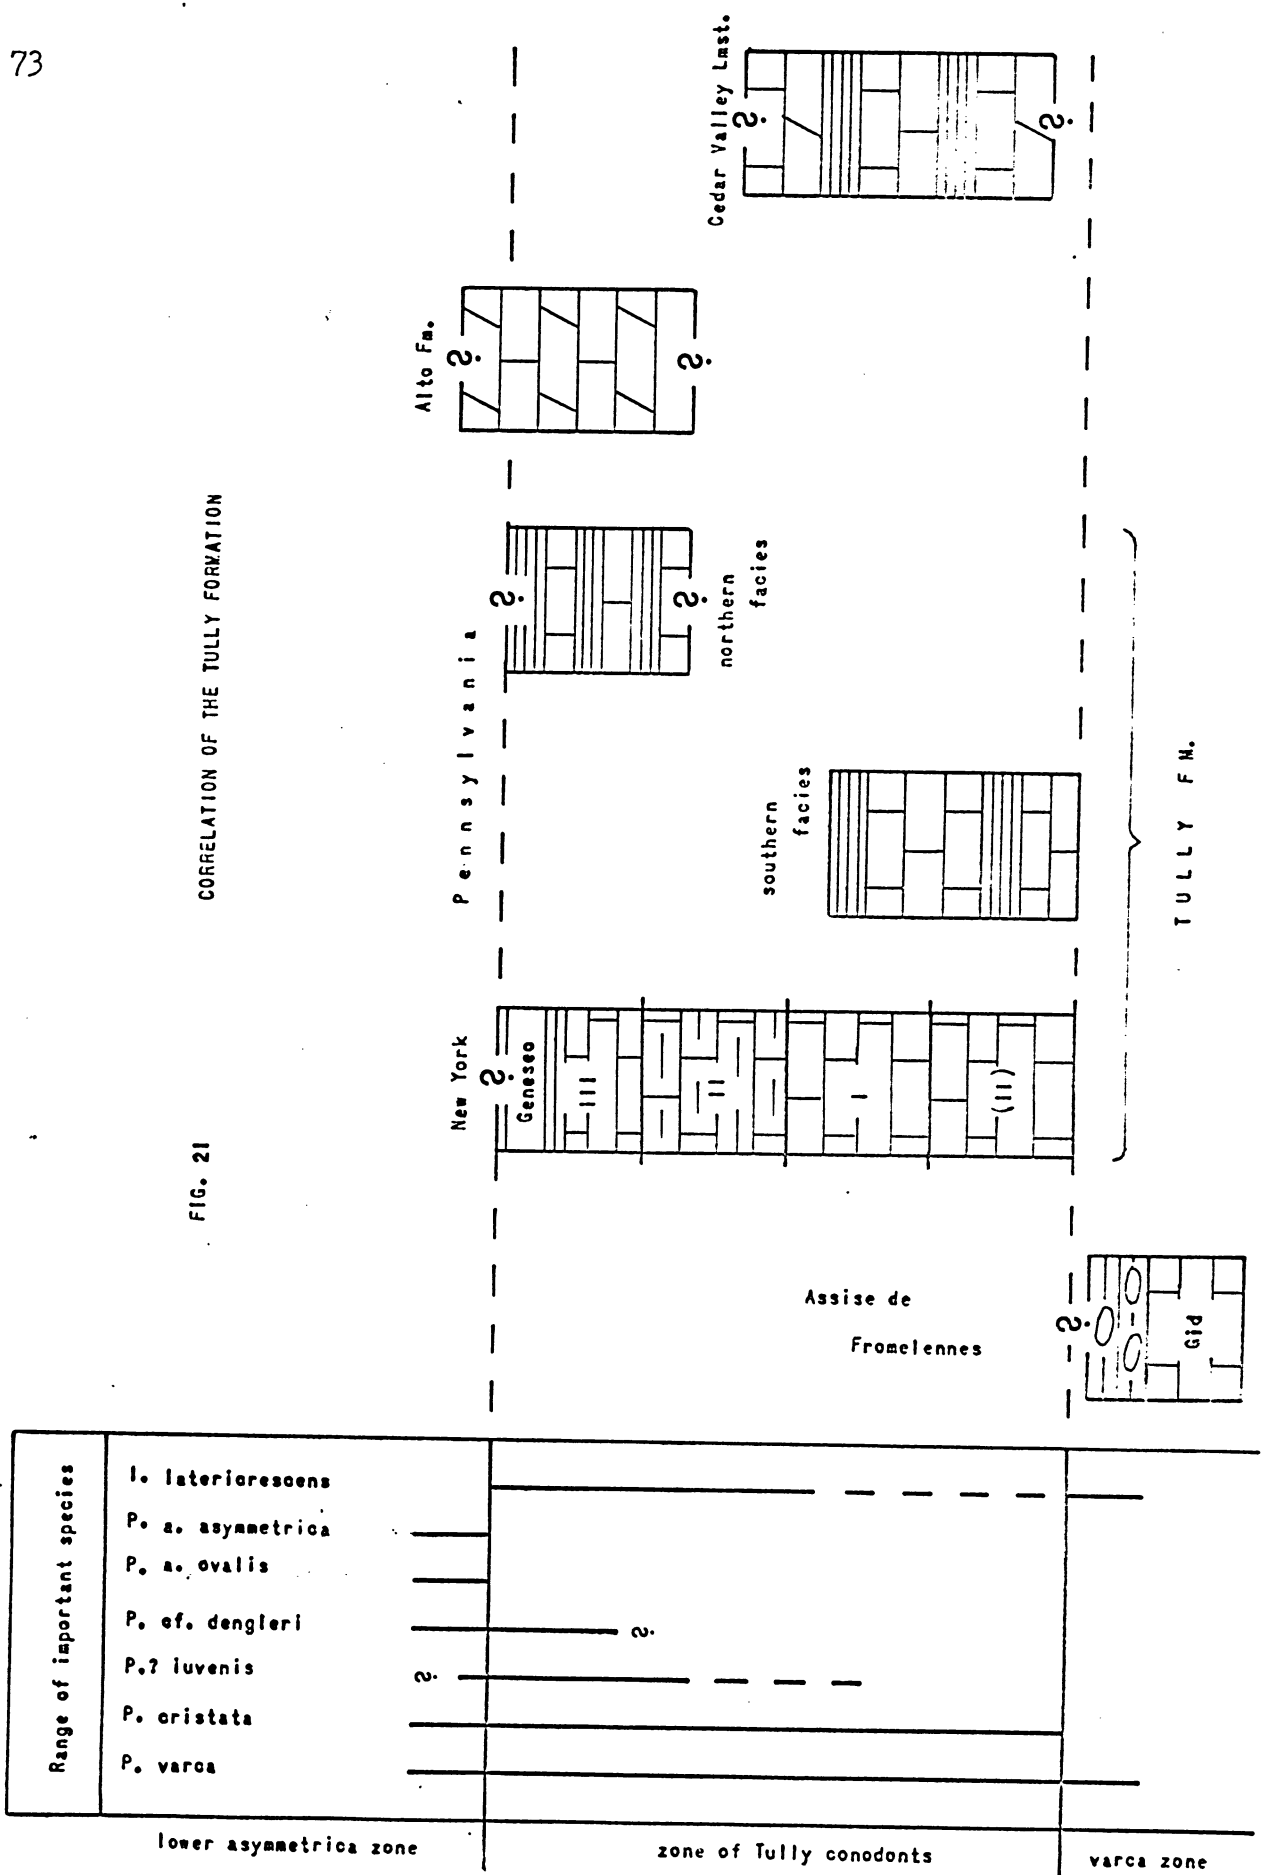 73
FIG. 21
CORRELATION OF THE TULLY FORMATION
New York
Pennsylvania
Alto Fm.
Cedar Valley Lmst.
?
?
?
?
Geneseo
III
II
I
(II)
southern
facies
northern
facies
?
?
?
Assise de
Fromelennes
?
Gid
TULLY FM.
Range of important species
I. latericrescens
P. a. asymmetrica
P. a. ovalis
P. cf. dengleri
?
P.? iuvenis
?
P. cristata
P. varca
lower asymmetrica zone
zone of Tully conodonts
varca zone